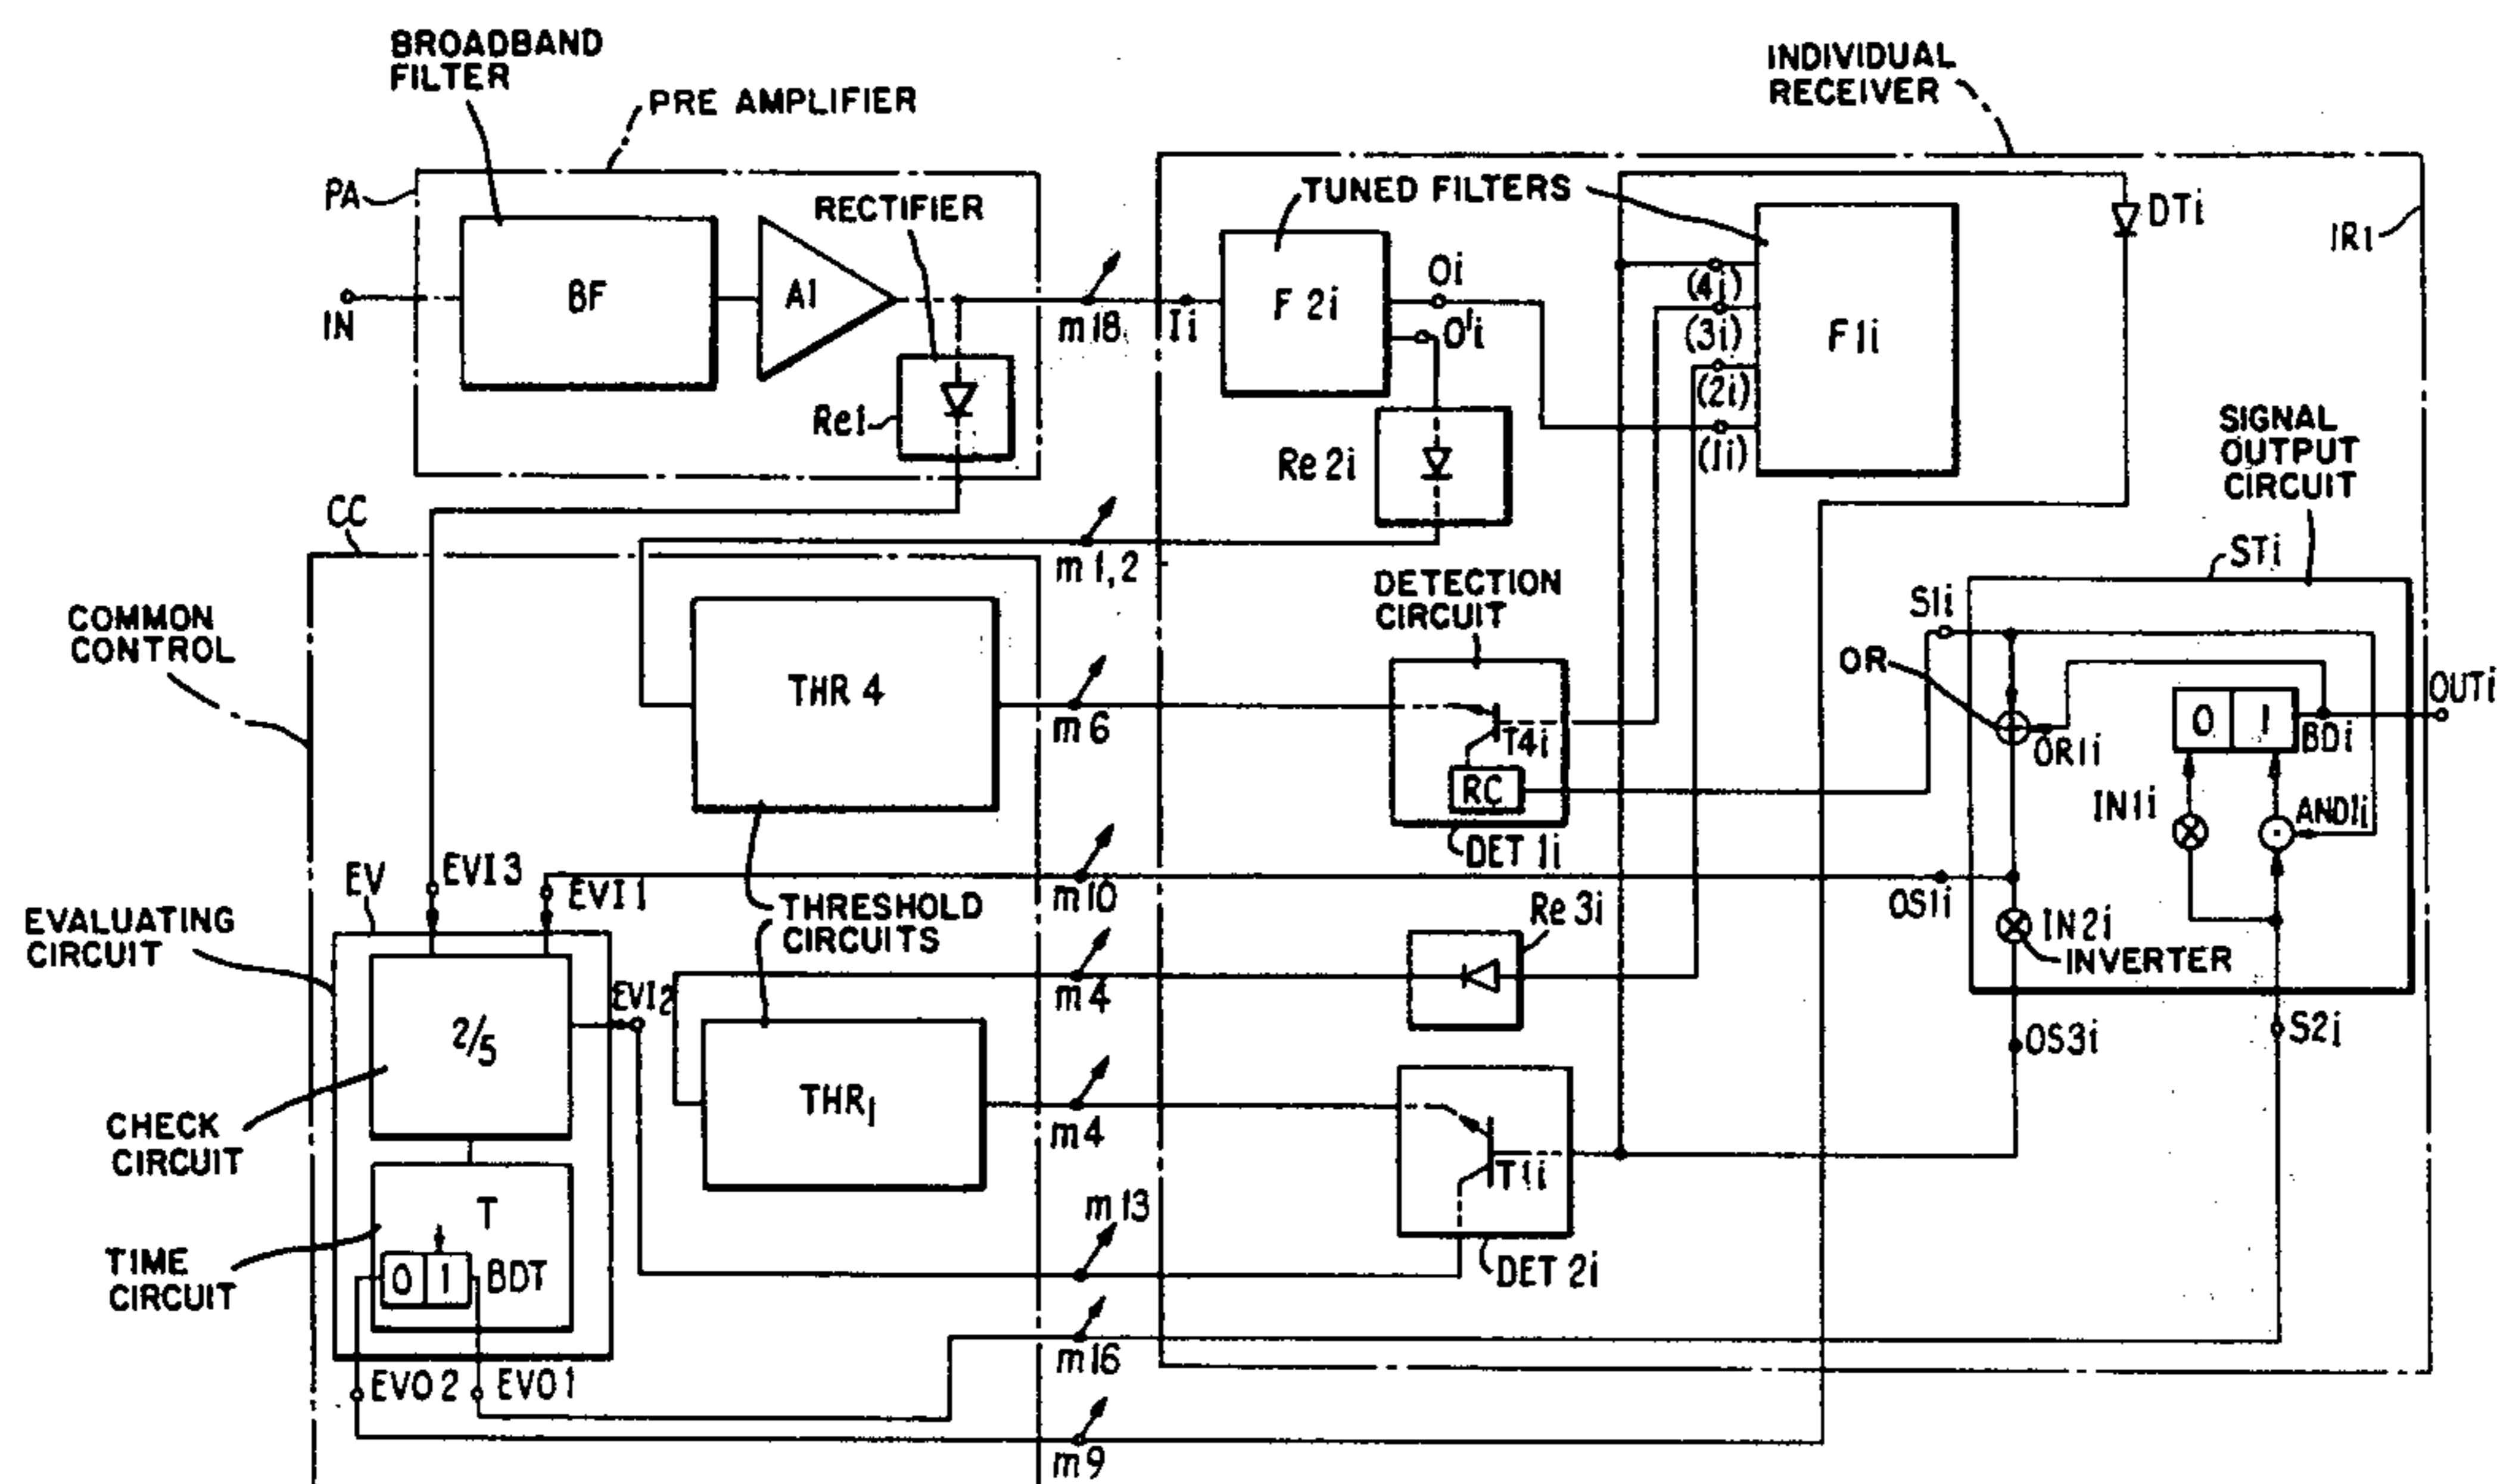 BROADBAND
FILTER
PRE AMPLIFIER
INDIVIDUAL
RECEIVER
PA
RECTIFIER
TUNED FILTERS
DTi
IR1
IN
BF
A1
m18
Ii
F 2i
Oi
O'i
(4i)
(3i)
(2i)
(1i)
F1i
Re1
Re 2i
SIGNAL
OUTPUT
CIRCUIT
CC
m 1,2
STi
COMMON
CONTROL
DETECTION
CIRCUIT
S1i
OR
THR 4
m 6
T4i
RC
DET 1i
OR1i
0 1
BDi
OUTi
IN1i
AND1i
EV
EVI 3
EVI 1
m10
OS1i
EVALUATING
CIRCUIT
THRESHOLD
CIRCUITS
Re 3i
IN2i
INVERTER
EVI2
m4
2/5
OS3i
S2i
CHECK
CIRCUIT
THR1
m4
T1i
TIME
CIRCUIT
T
0 1
BDT
m 13
DET 2i
m16
EVO 2
EVO 1
m9